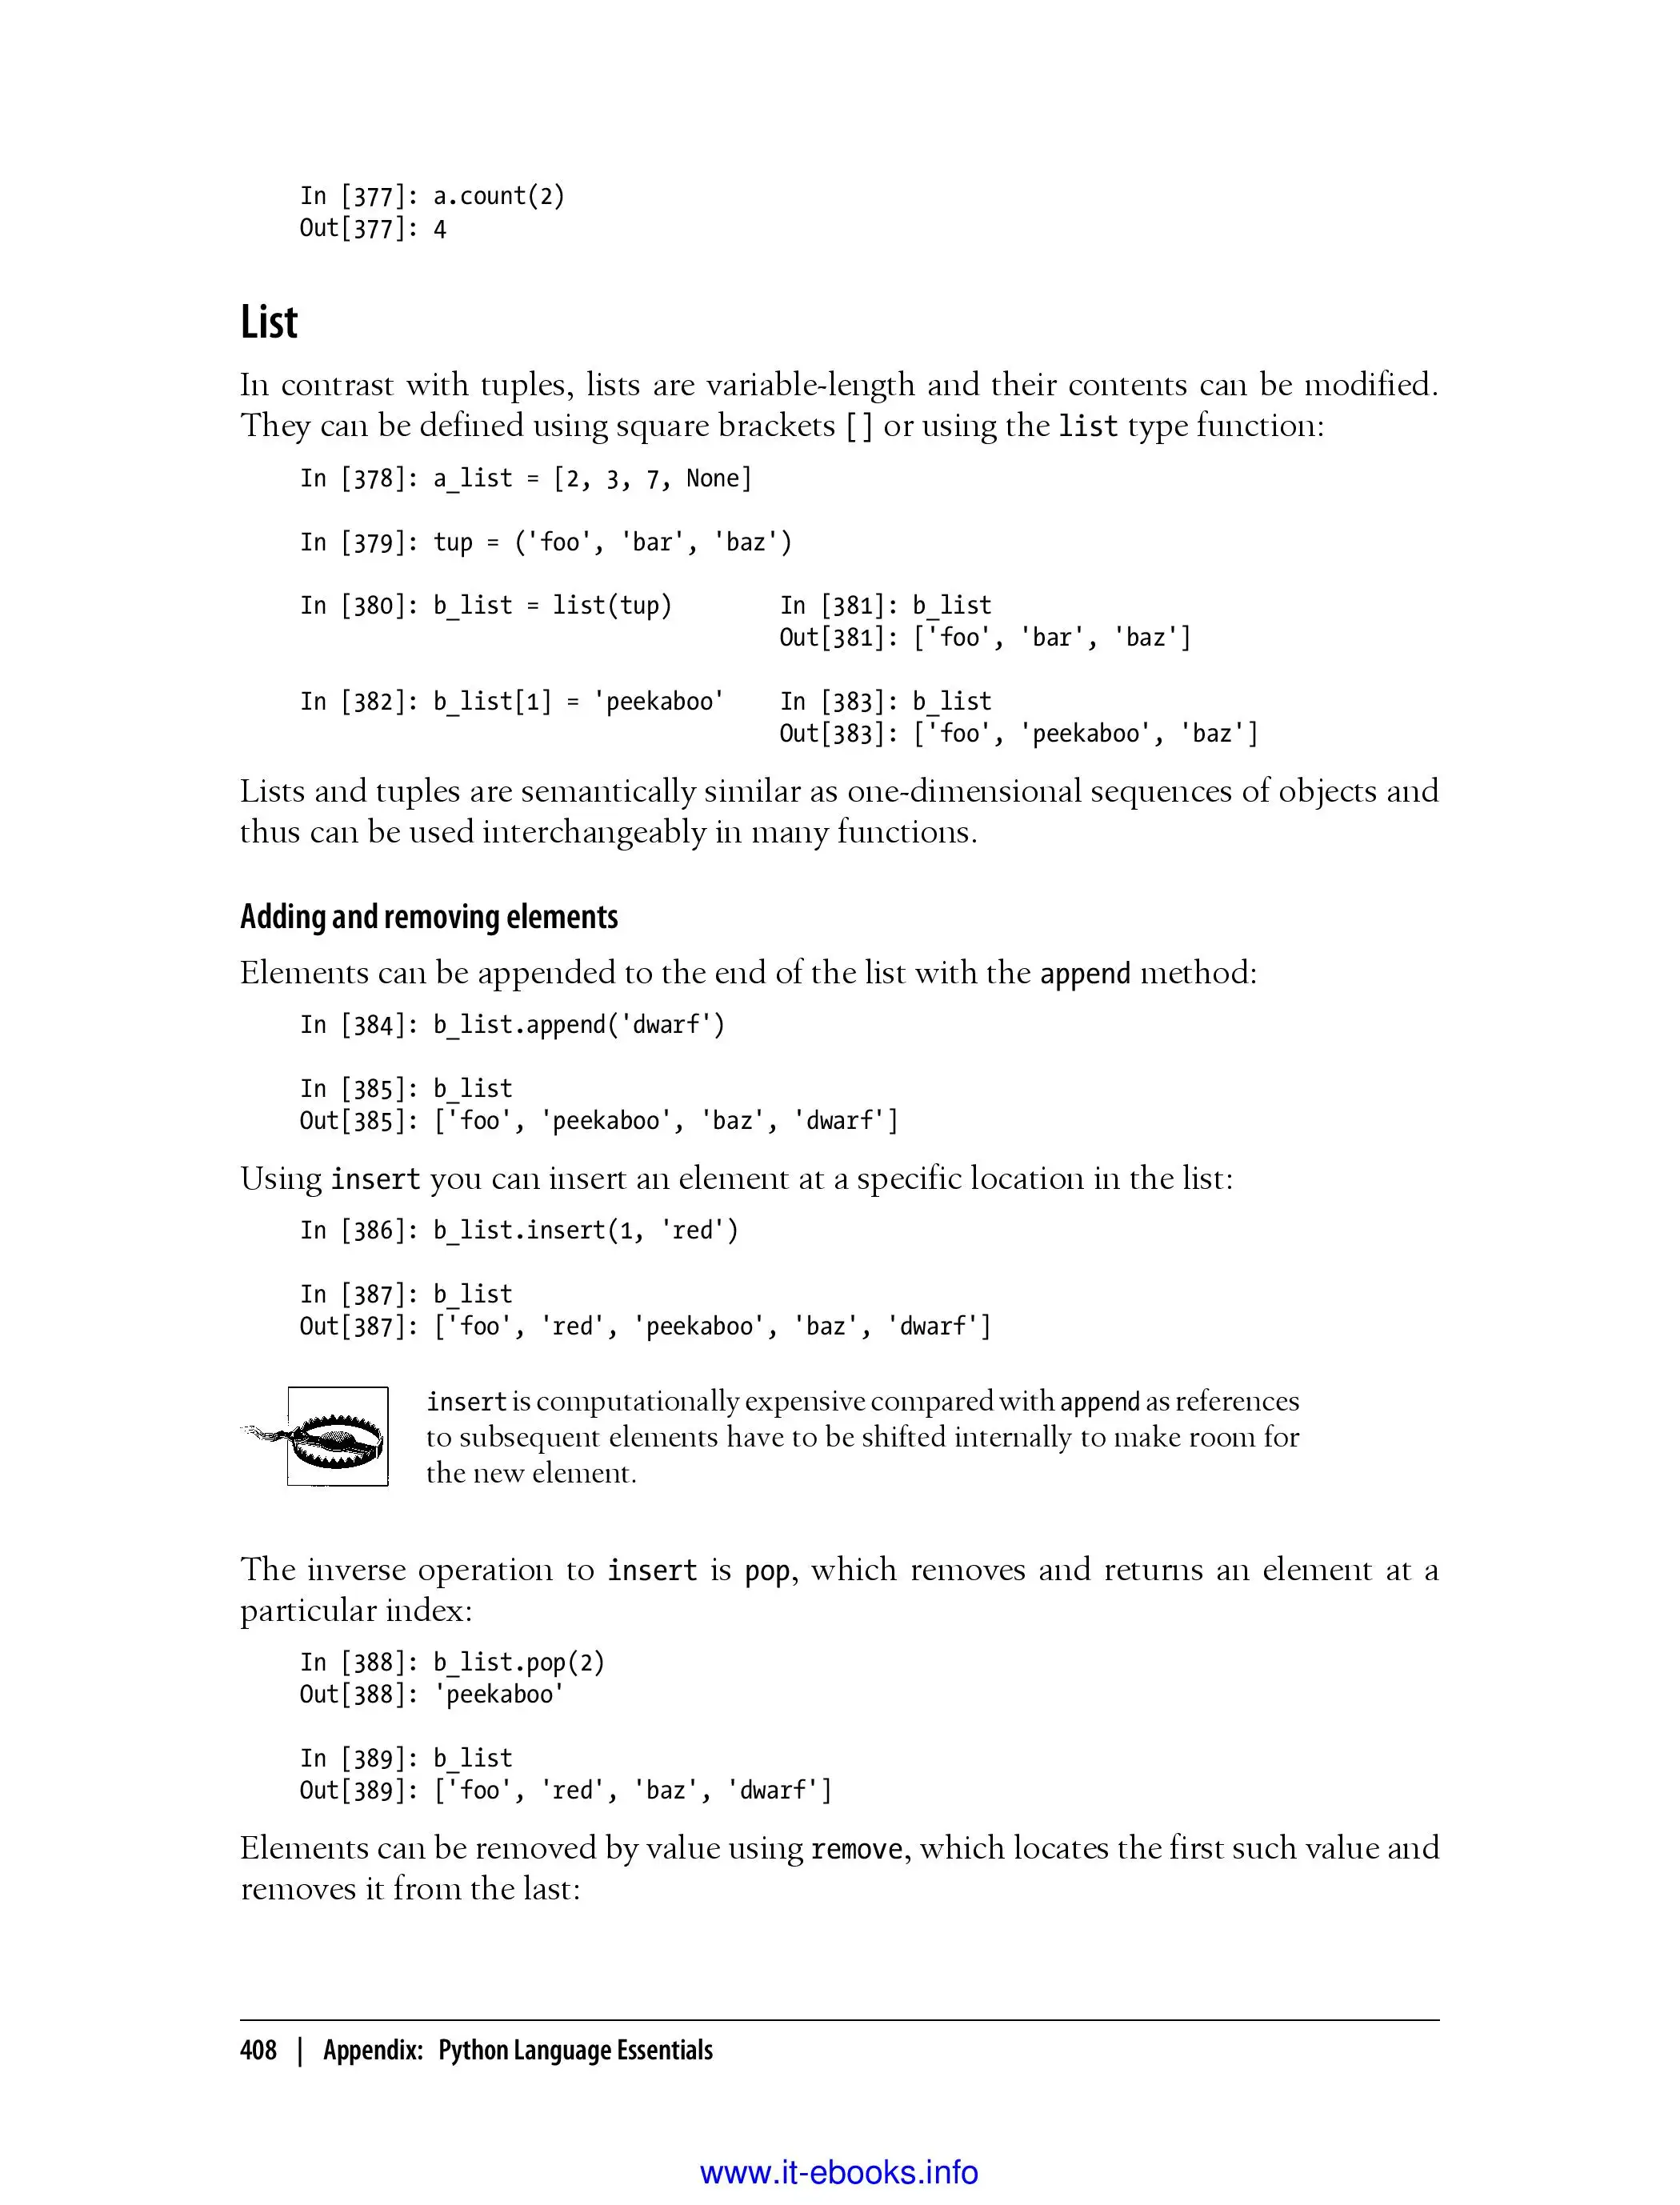 In [377]: a.count(2)
Out[377]: 4
List
In contrast with tuples, lists are variable-length and their contents can be modified.
They can be defined using square brackets [] or using the list type function:
In [378]: a_list = [2, 3, 7, None]
In [379]: tup = ('foo', 'bar', 'baz')
In [380]: b_list = list(tup)        In [381]: b_list
Out[381]: ['foo', 'bar', 'baz']
In [382]: b_list[1] = 'peekaboo'    In [383]: b_list
Out[383]: ['foo', 'peekaboo', 'baz']
Lists and tuples are semantically similar as one-dimensional sequences of objects and
thus can be used interchangeably in many functions.
Adding and removing elements
Elements can be appended to the end of the list with the append method:
In [384]: b_list.append('dwarf')
In [385]: b_list
Out[385]: ['foo', 'peekaboo', 'baz', 'dwarf']
Using insert you can insert an element at a specific location in the list:
In [386]: b_list.insert(1, 'red')
In [387]: b_list
Out[387]: ['foo', 'red', 'peekaboo', 'baz', 'dwarf']
insert is computationally expensive compared with append as references
to subsequent elements have to be shifted internally to make room for
the new element.
The inverse operation to insert is pop, which removes and returns an element at a
particular index:
In [388]: b_list.pop(2)
Out[388]: 'peekaboo'
In [389]: b_list
Out[389]: ['foo', 'red', 'baz', 'dwarf']
Elements can be removed by value using remove, which locates the first such value and
removes it from the last:
408 | Appendix: Python Language Essentials
www.it-ebooks.info